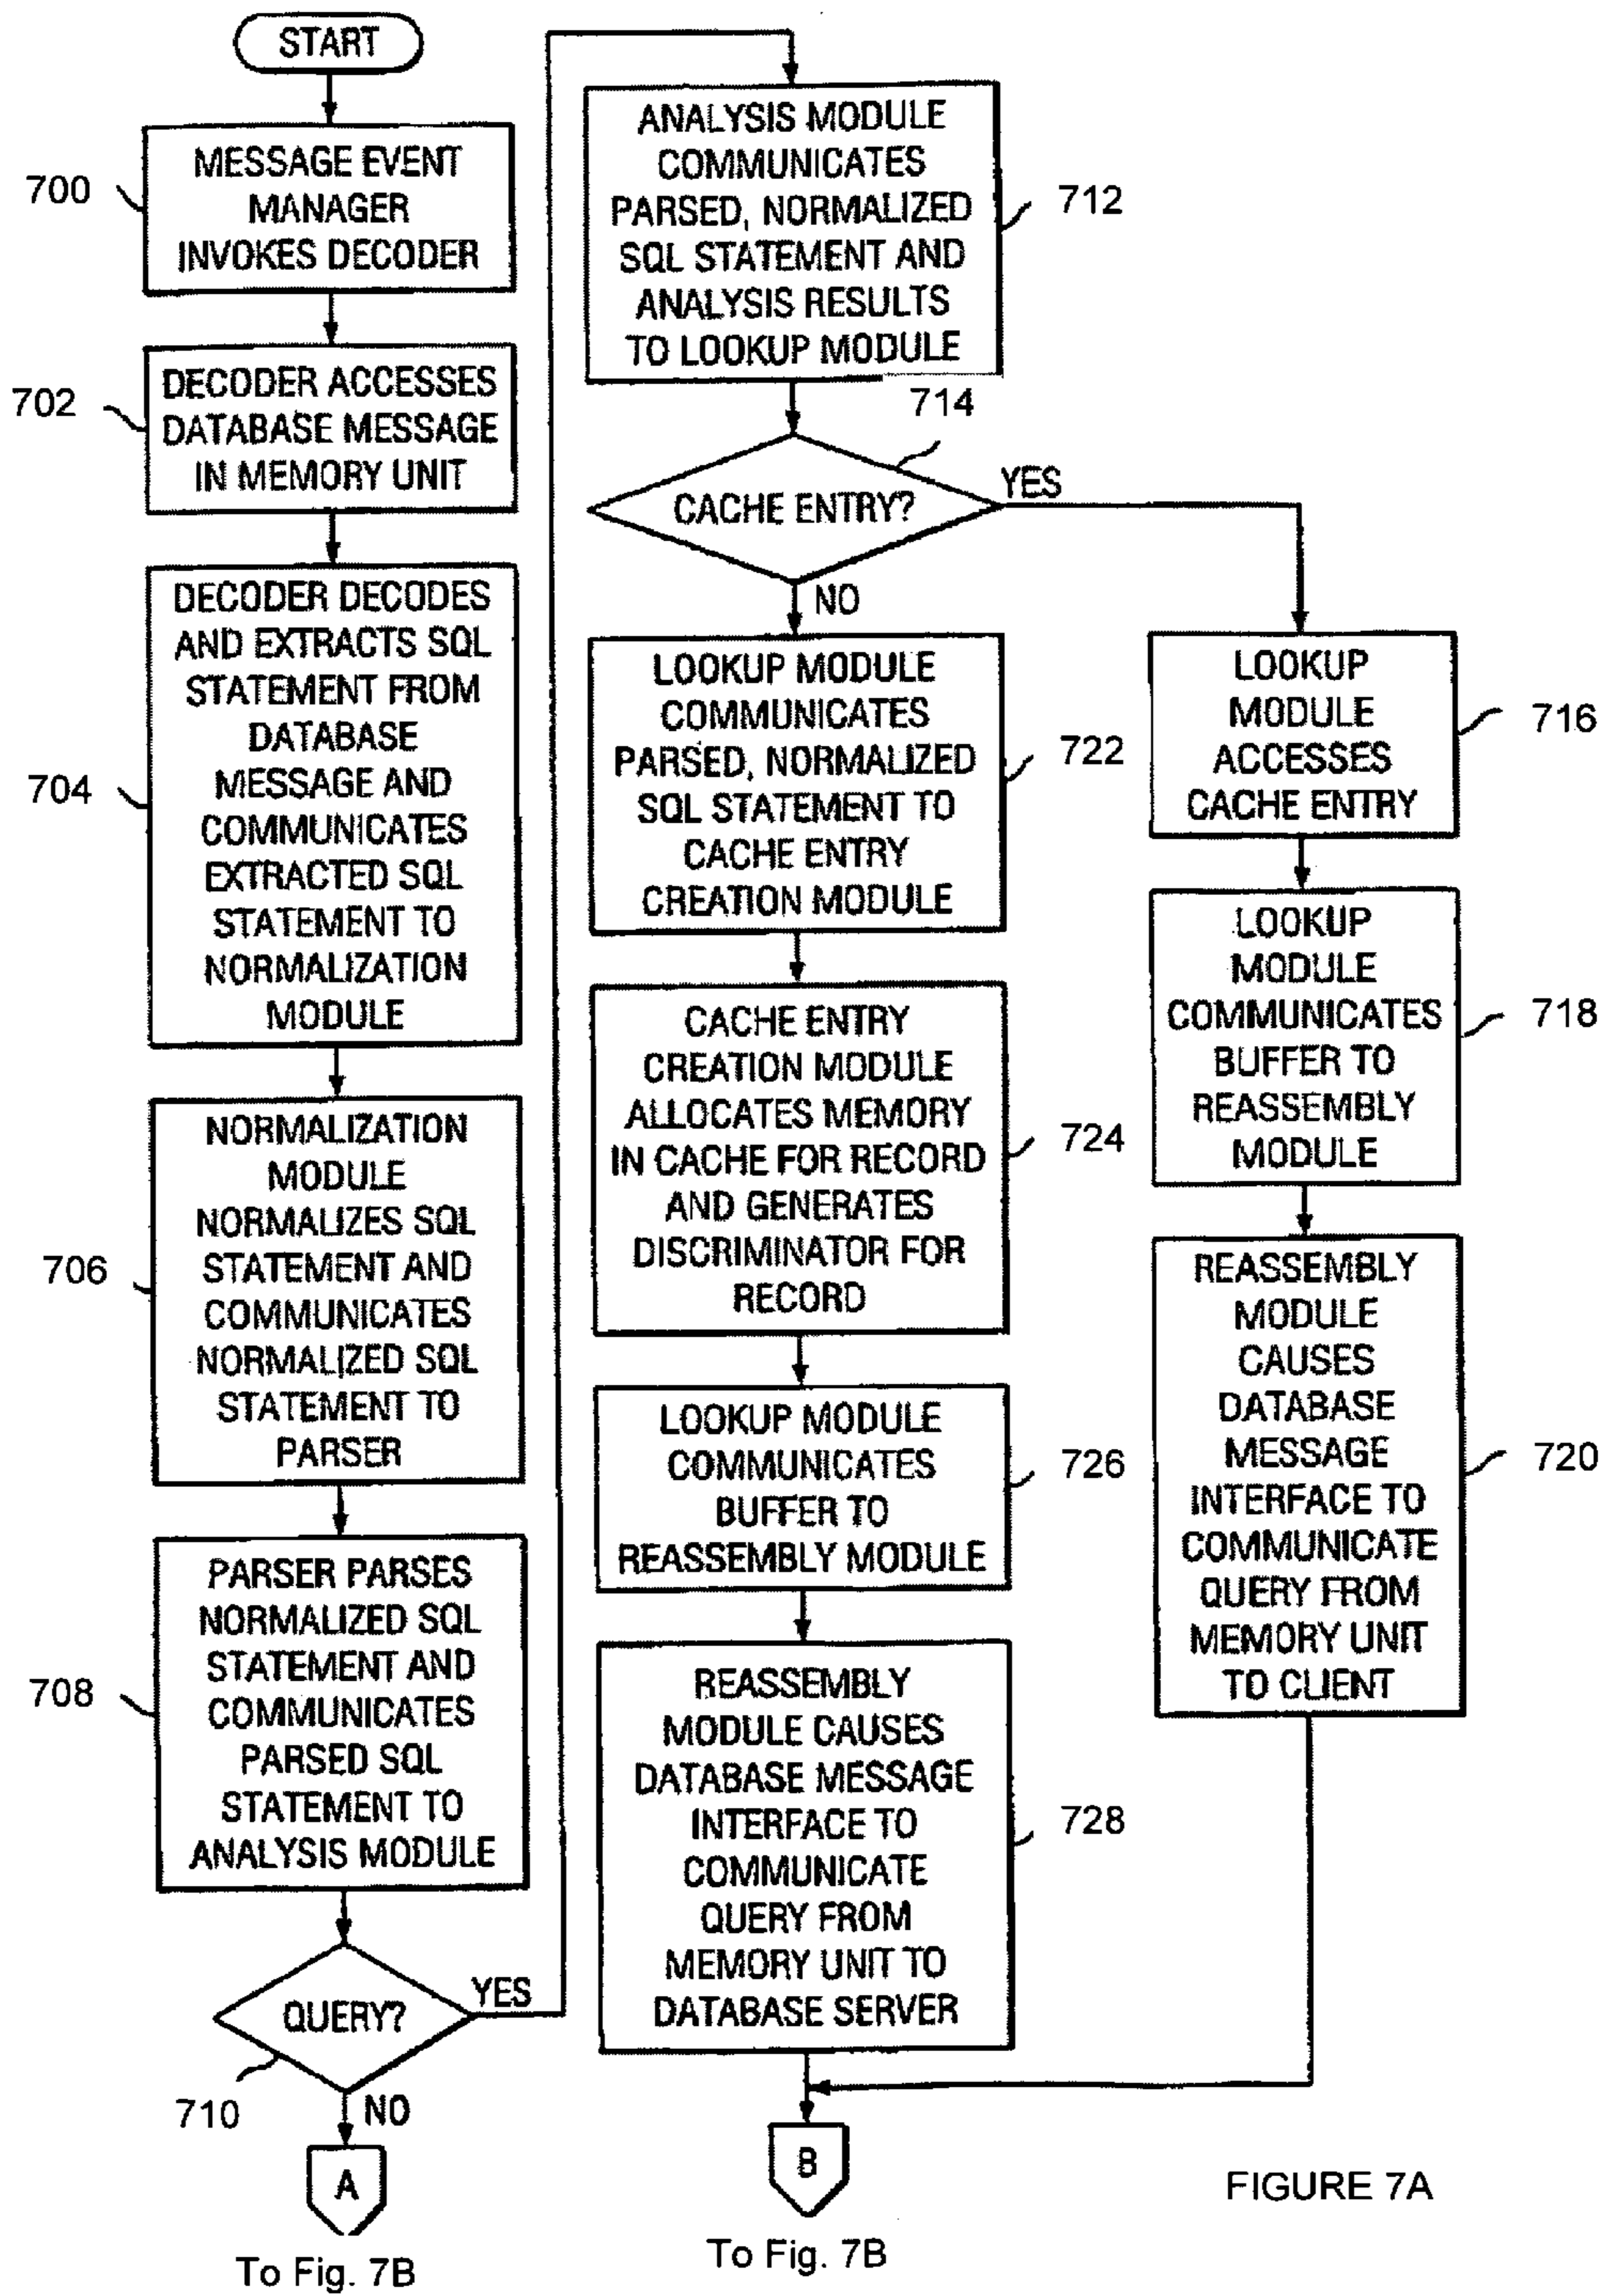 START
MESSAGE EVENT
MANAGER
INVOKES DECODER
700
DECODER ACCESSES
DATABASE MESSAGE
IN MEMORY UNIT
702
DECODER DECODES
AND EXTRACTS SQL
STATEMENT FROM
DATABASE
MESSAGE AND
COMMUNICATES
EXTRACTED SQL
STATEMENT TO
NORMALIZATION
MODULE
704
NORMALIZATION
MODULE
NORMALIZES SQL
STATEMENT AND
COMMUNICATES
NORMALIZED SQL
STATEMENT TO
PARSER
706
PARSER PARSES
NORMALIZED SQL
STATEMENT AND
COMMUNICATES
PARSED SQL
STATEMENT TO
ANALYSIS MODULE
708
QUERY?
YES
710
NO
A
To Fig. 7B
ANALYSIS MODULE
COMMUNICATES
PARSED, NORMALIZED
SQL STATEMENT AND
ANALYSIS RESULTS
TO LOOKUP MODULE
712
714
CACHE ENTRY?
YES
NO
LOOKUP MODULE
COMMUNICATES
PARSED, NORMALIZED
SQL STATEMENT TO
CACHE ENTRY
CREATION MODULE
722
CACHE ENTRY
CREATION MODULE
ALLOCATES MEMORY
IN CACHE FOR RECORD
AND GENERATES
DISCRIMINATOR FOR
RECORD
724
LOOKUP MODULE
COMMUNICATES
BUFFER TO
REASSEMBLY MODULE
726
REASSEMBLY
MODULE CAUSES
DATABASE MESSAGE
INTERFACE TO
COMMUNICATE
QUERY FROM
MEMORY UNIT TO
DATABASE SERVER
728
B
To Fig. 7B
LOOKUP
MODULE
ACCESSES
CACHE ENTRY
716
LOOKUP
MODULE
COMMUNICATES
BUFFER TO
REASSEMBLY
MODULE
718
REASSEMBLY
MODULE
CAUSES
DATABASE
MESSAGE
INTERFACE TO
COMMUNICATE
QUERY FROM
MEMORY UNIT
TO CLIENT
720
FIGURE 7A